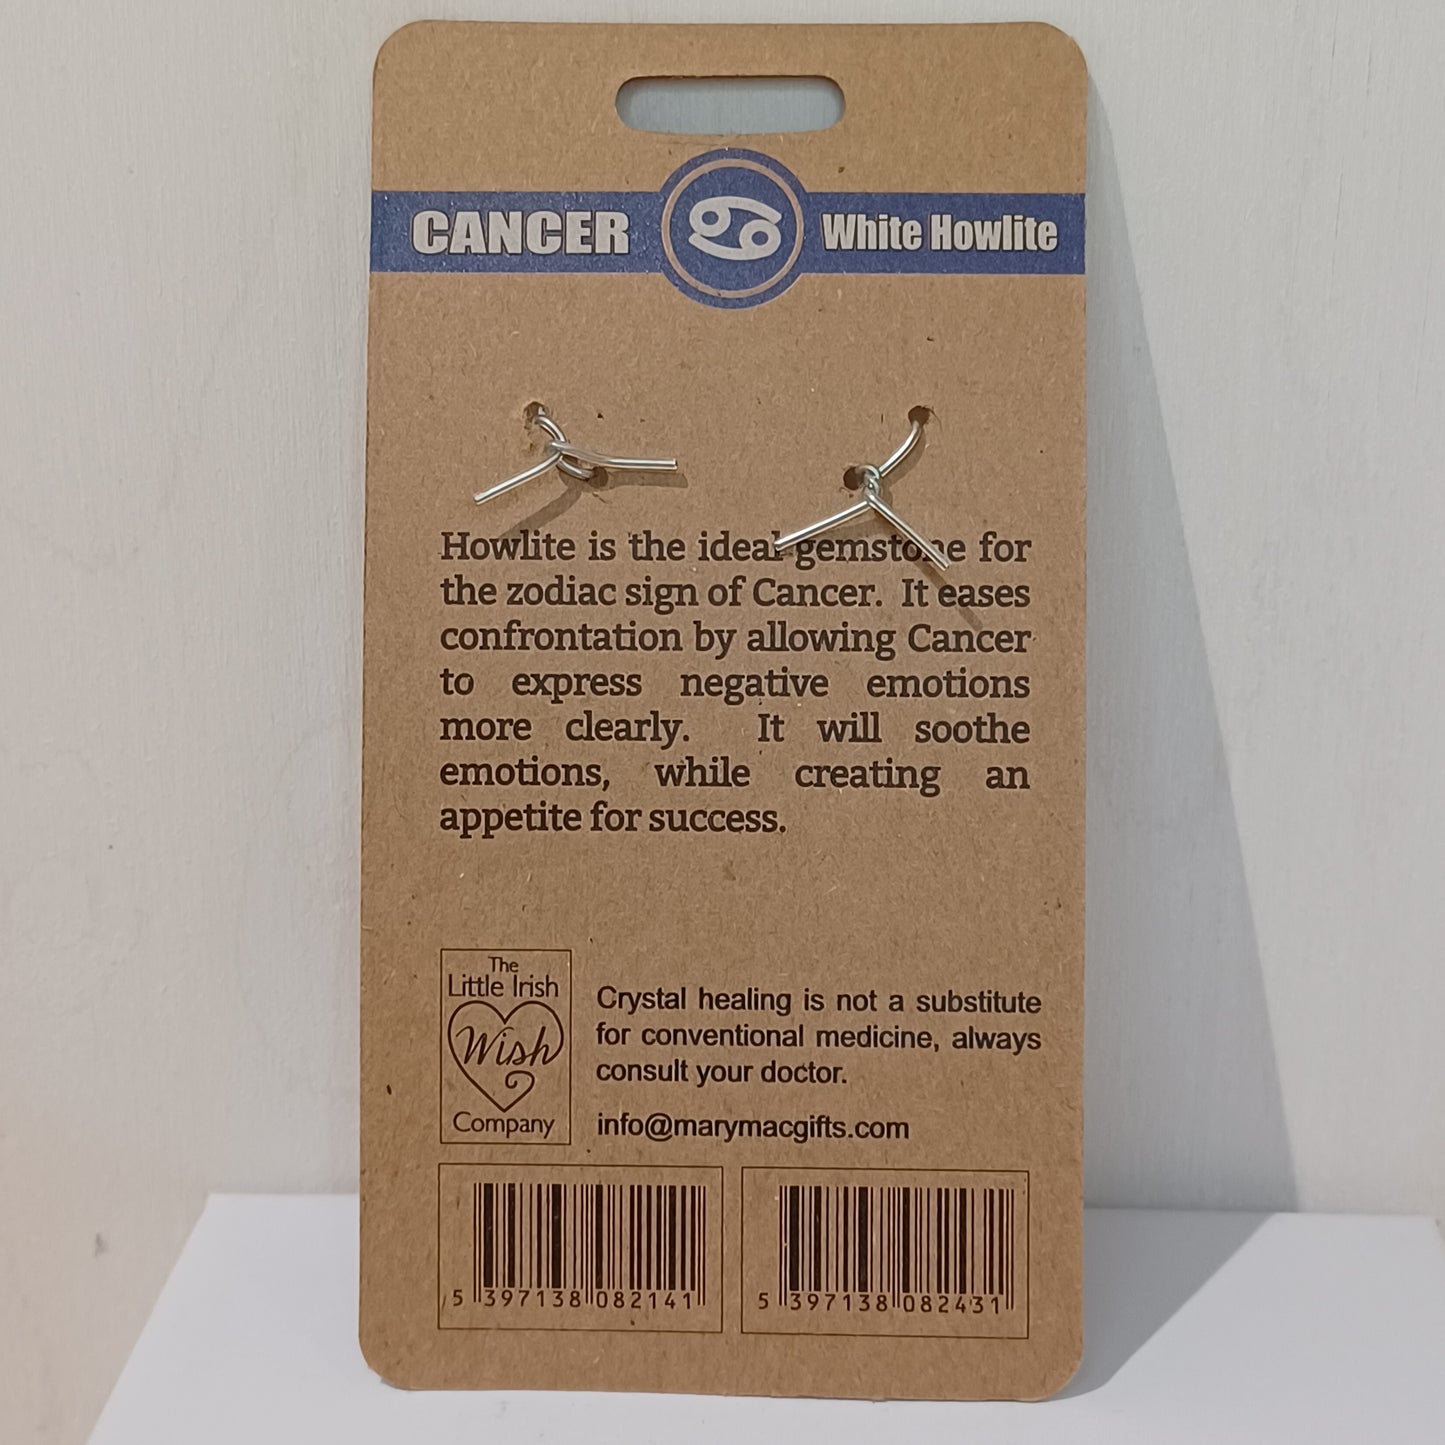 CANCER White Howlite
Howlite is the ideal gemstone for
the zodiac sign of Cancer. It eases
confrontation by allowing Cancer
to express negative emotions
more clearly. It will soothe
emotions, while creating an
appetite for success.
The
Little Irish
Wish
Company
Crystal healing is not a substitute
for conventional medicine, always
consult your doctor.
info@marymacgifts.com
5 397138 082141
5 397138 082431